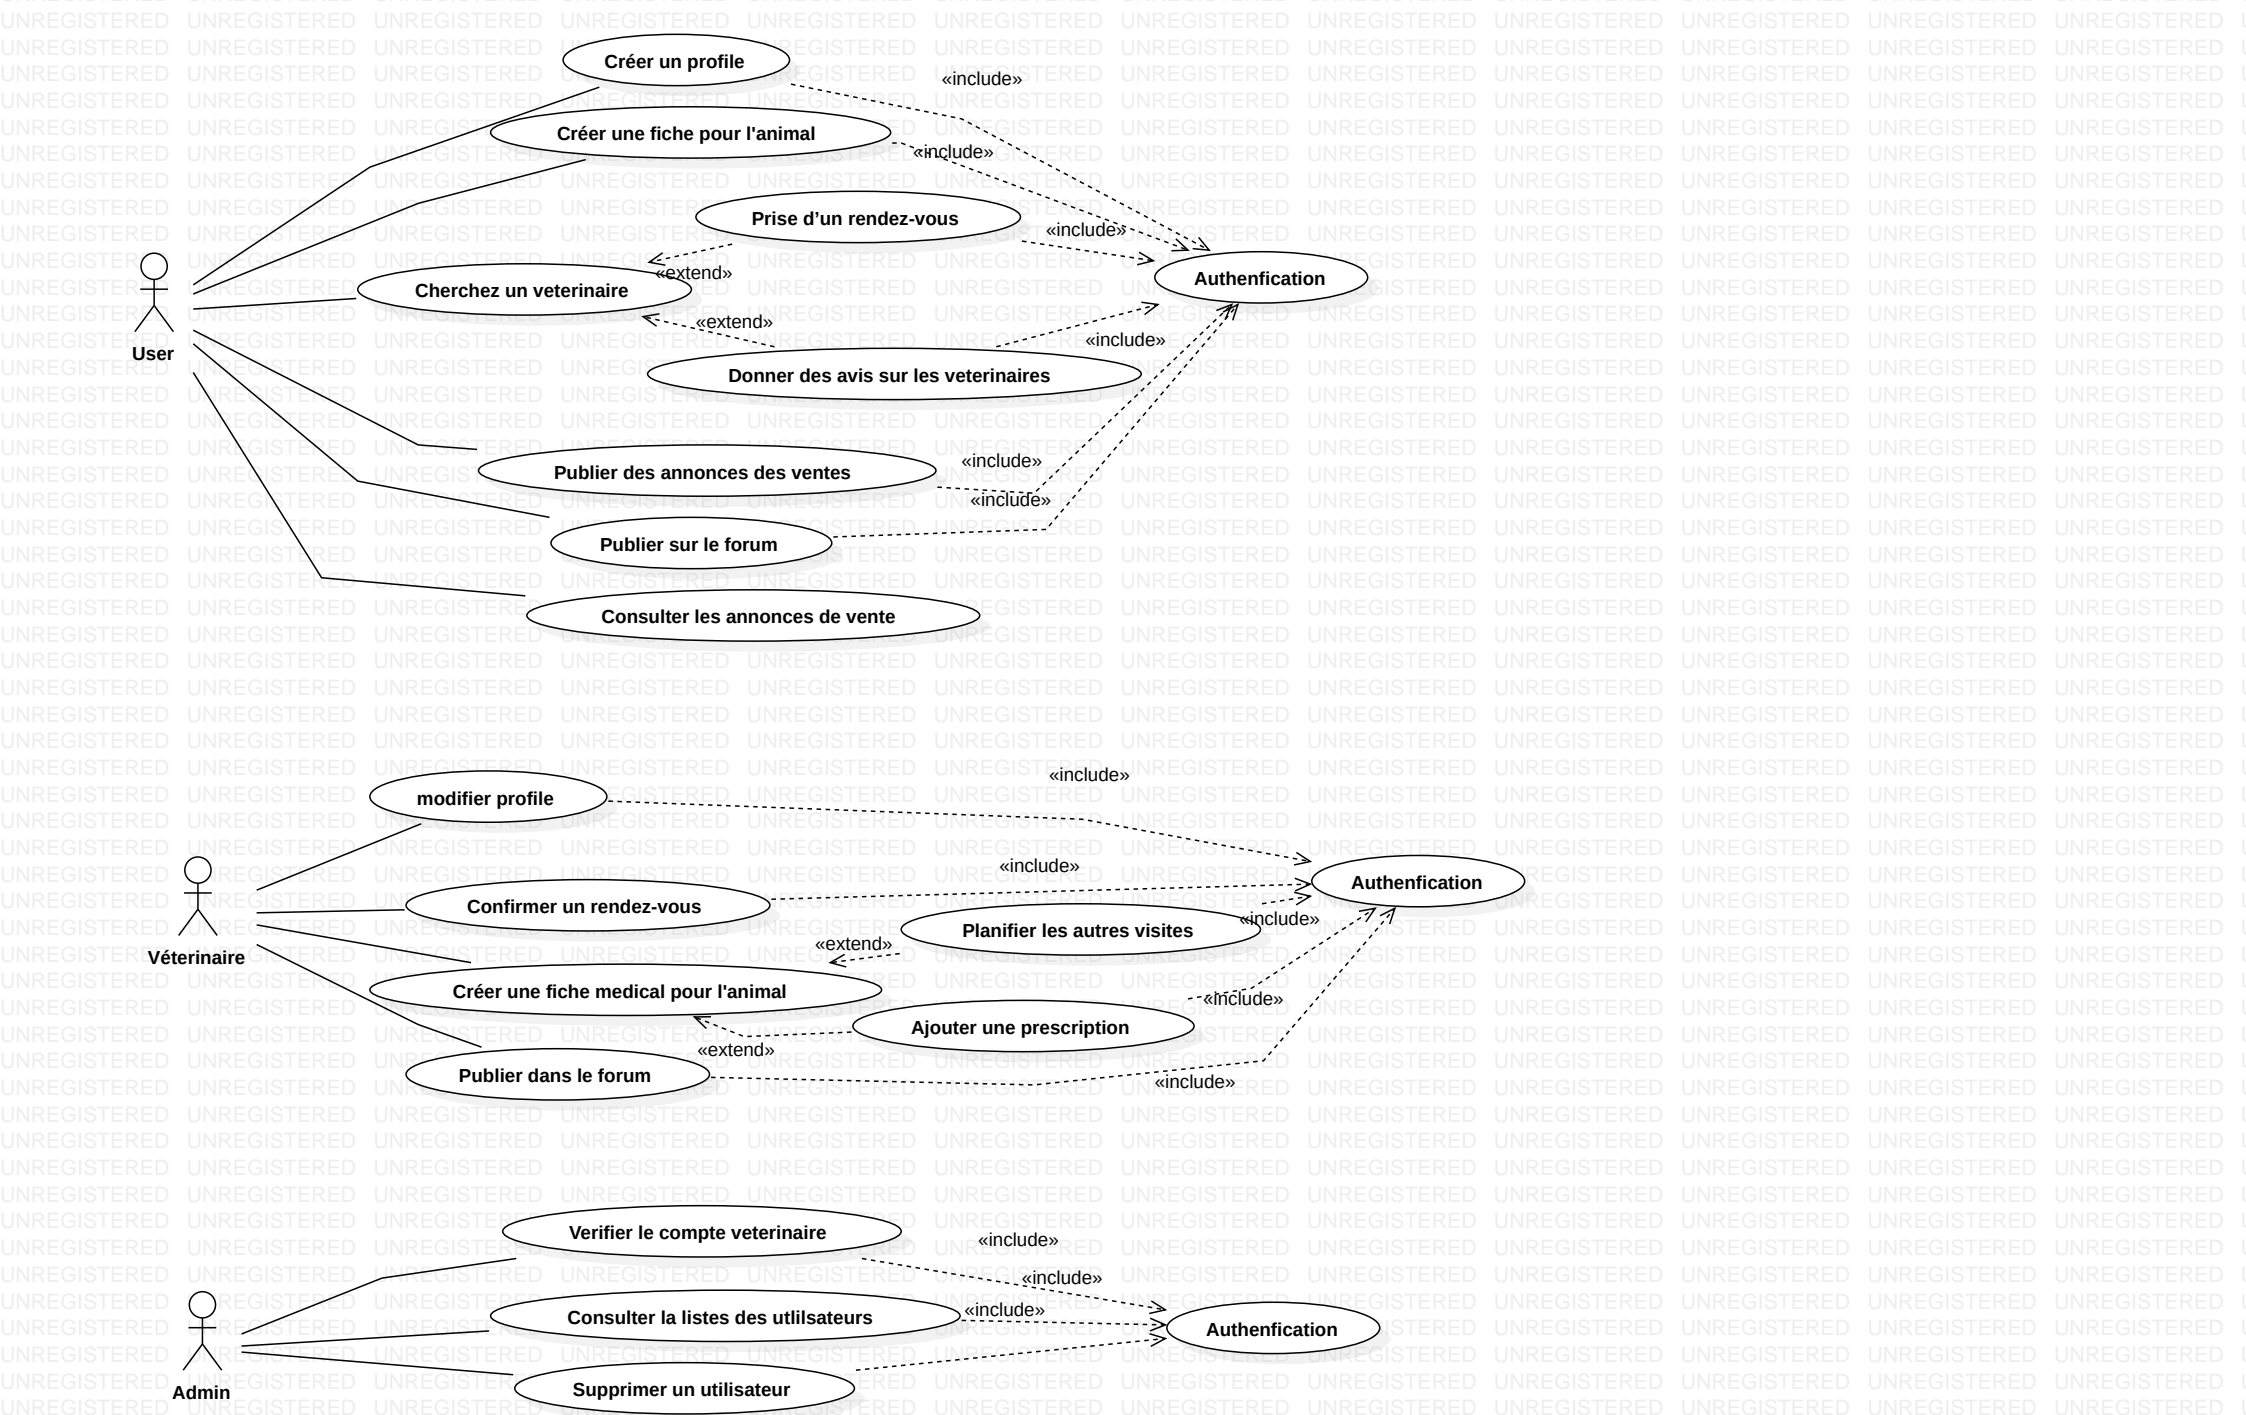 Créer un profile
«include»
Créer une fiche pour l'animal
«include»
Prise d’un rendez-vous
«include»
«extend»
Cherchez un veterinaire
Authenfication
«extend»
«include»
User
Donner des avis sur les veterinaires
«include»
Publier des annonces des ventes
«include»
Publier sur le forum
Consulter les annonces de vente
«include»
modifier profile
«include»
Authenfication
Confirmer un rendez-vous
«include»
Planifier les autres visites
«extend»
Véterinaire
Créer une fiche medical pour l'animal
«include»
Ajouter une prescription
«extend»
Publier dans le forum
«include»
Verifier le compte veterinaire
«include»
«include»
«include»
Consulter la listes des utlilsateurs
Authenfication
Supprimer un utilisateur
Admin
UNREGISTERED